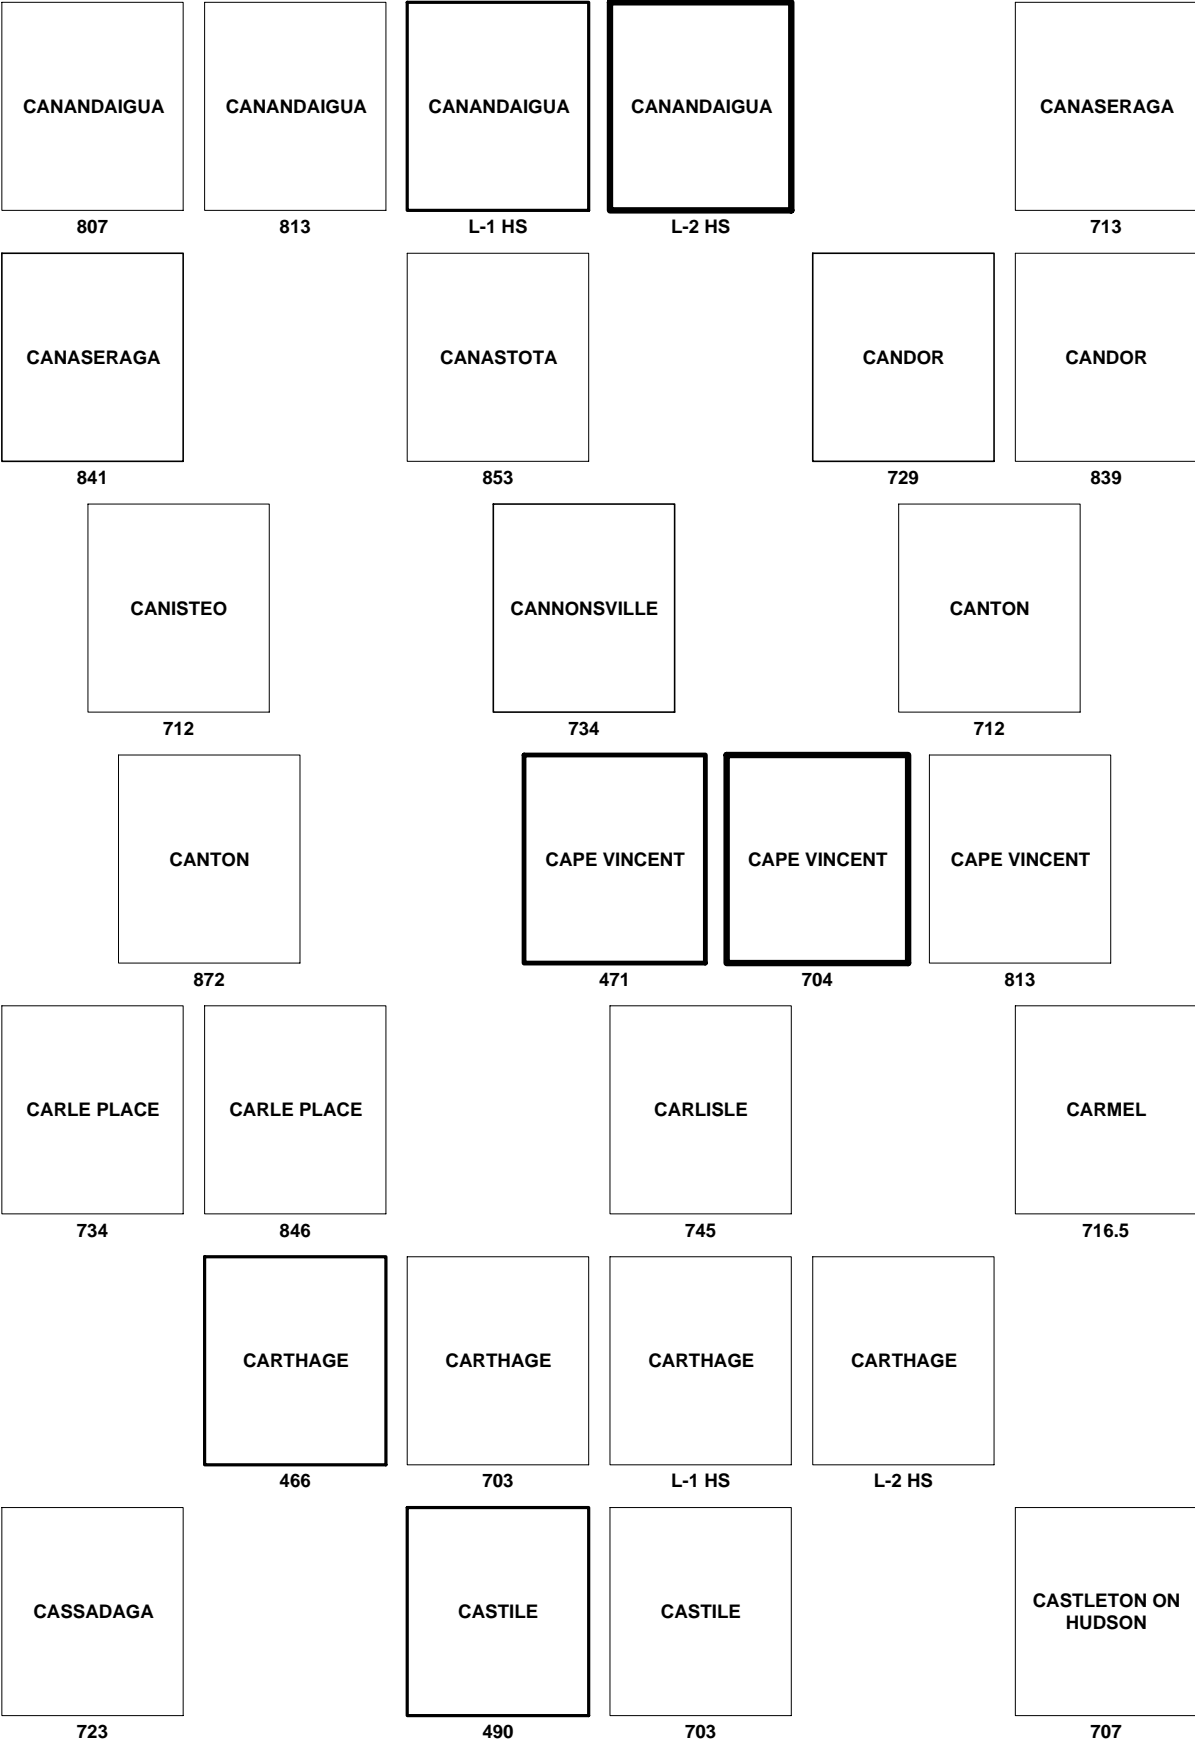 CANANDAIGUA CANANDAIGUA CANANDAIGUA CANANDAIGUA CANASERAGA
807 813 L-1 HS L-2 HS 713
CANASERAGA CANASTOTA CANDOR CANDOR
841 853 729 839
CANISTEO CANNONSVILLE CANTON
712 734 712
CANTON CAPE VINCENT CAPE VINCENT CAPE VINCENT
872 471 704 813
CARLE PLACE CARLE PLACE CARLISLE CARMEL
734 846 745 716.5
CARTHAGE CARTHAGE CARTHAGE CARTHAGE
466 703 L-1 HS L-2 HS
CASSADAGA CASTILE CASTILE CASTLETON ON
HUDSON
723 490 703 707